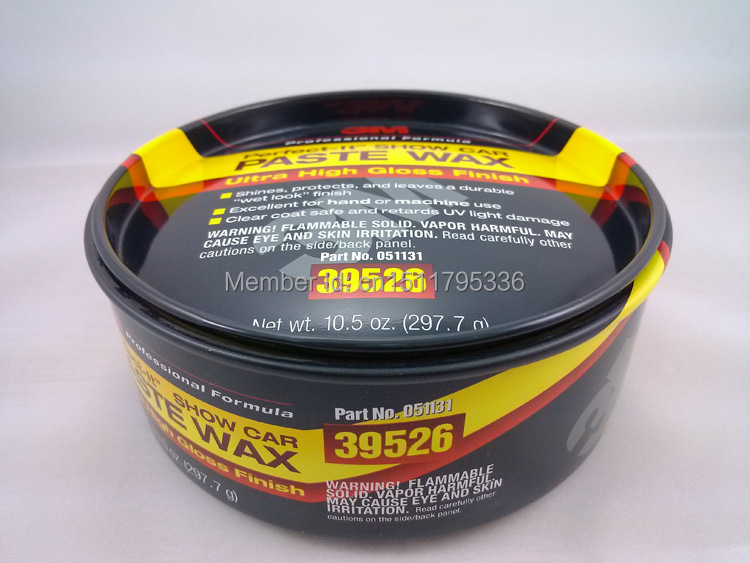 3M
Professional Formula
Perfect-It™ SHOW CAR
PASTE WAX
Ultra High Gloss Finish
Shines, protects, and leaves a durable
"wet look" finish
Excellent for hand or machine use
Clear coat safe and retards UV light damage
WARNING! FLAMMABLE SOLID. VAPOR HARMFUL. MAY
CAUSE EYE AND SKIN IRRITATION. Read carefully other
cautions on the side/back panel.
Part No. 051131
39526
Net wt. 10.5 oz. (297.7 g)
Professional Formula
SHOW CAR
WAX
Gloss Finish
(297.7 g)
Part No. 051131
39526
WARNING! FLAMMABLE
SOLID. VAPOR HARMFUL.
MAY CAUSE EYE AND SKIN
IRRITATION. Read carefully other
cautions on the side/back panel.